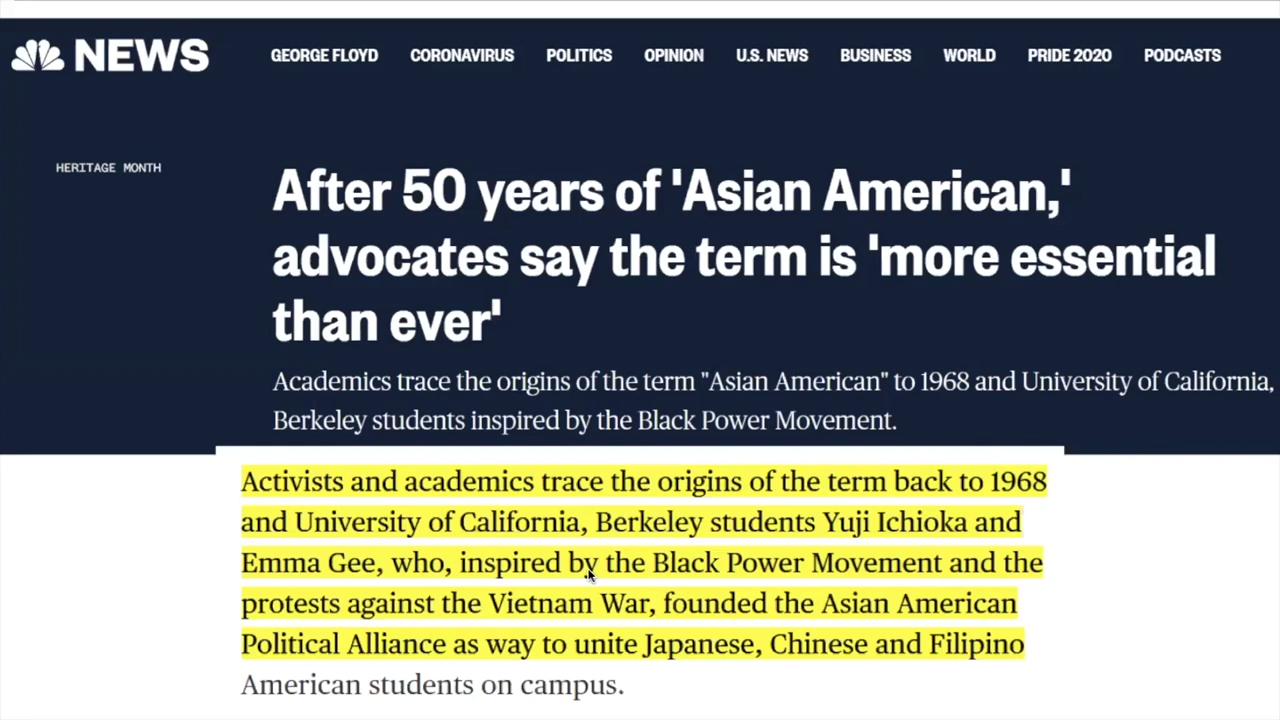 NEWS
GEORGE FLOYD CORONAVIRUS POLITICS OPINION U.S. NEWS BUSINESS WORLD PRIDE 2020 PODCASTS
HERITAGE MONTH
After 50 years of 'Asian American,'
advocates say the term is 'more essential
than ever'
Academics trace the origins of the term "Asian American" to 1968 and University of California,
Berkeley students inspired by the Black Power Movement.
Activists and academics trace the origins of the term back to 1968
and University of California, Berkeley students Yuji Ichioka and
Emma Gee, who, inspired by the Black Power Movement and the
protests against the Vietnam War, founded the Asian American
Political Alliance as way to unite Japanese, Chinese and Filipino
American students on campus.